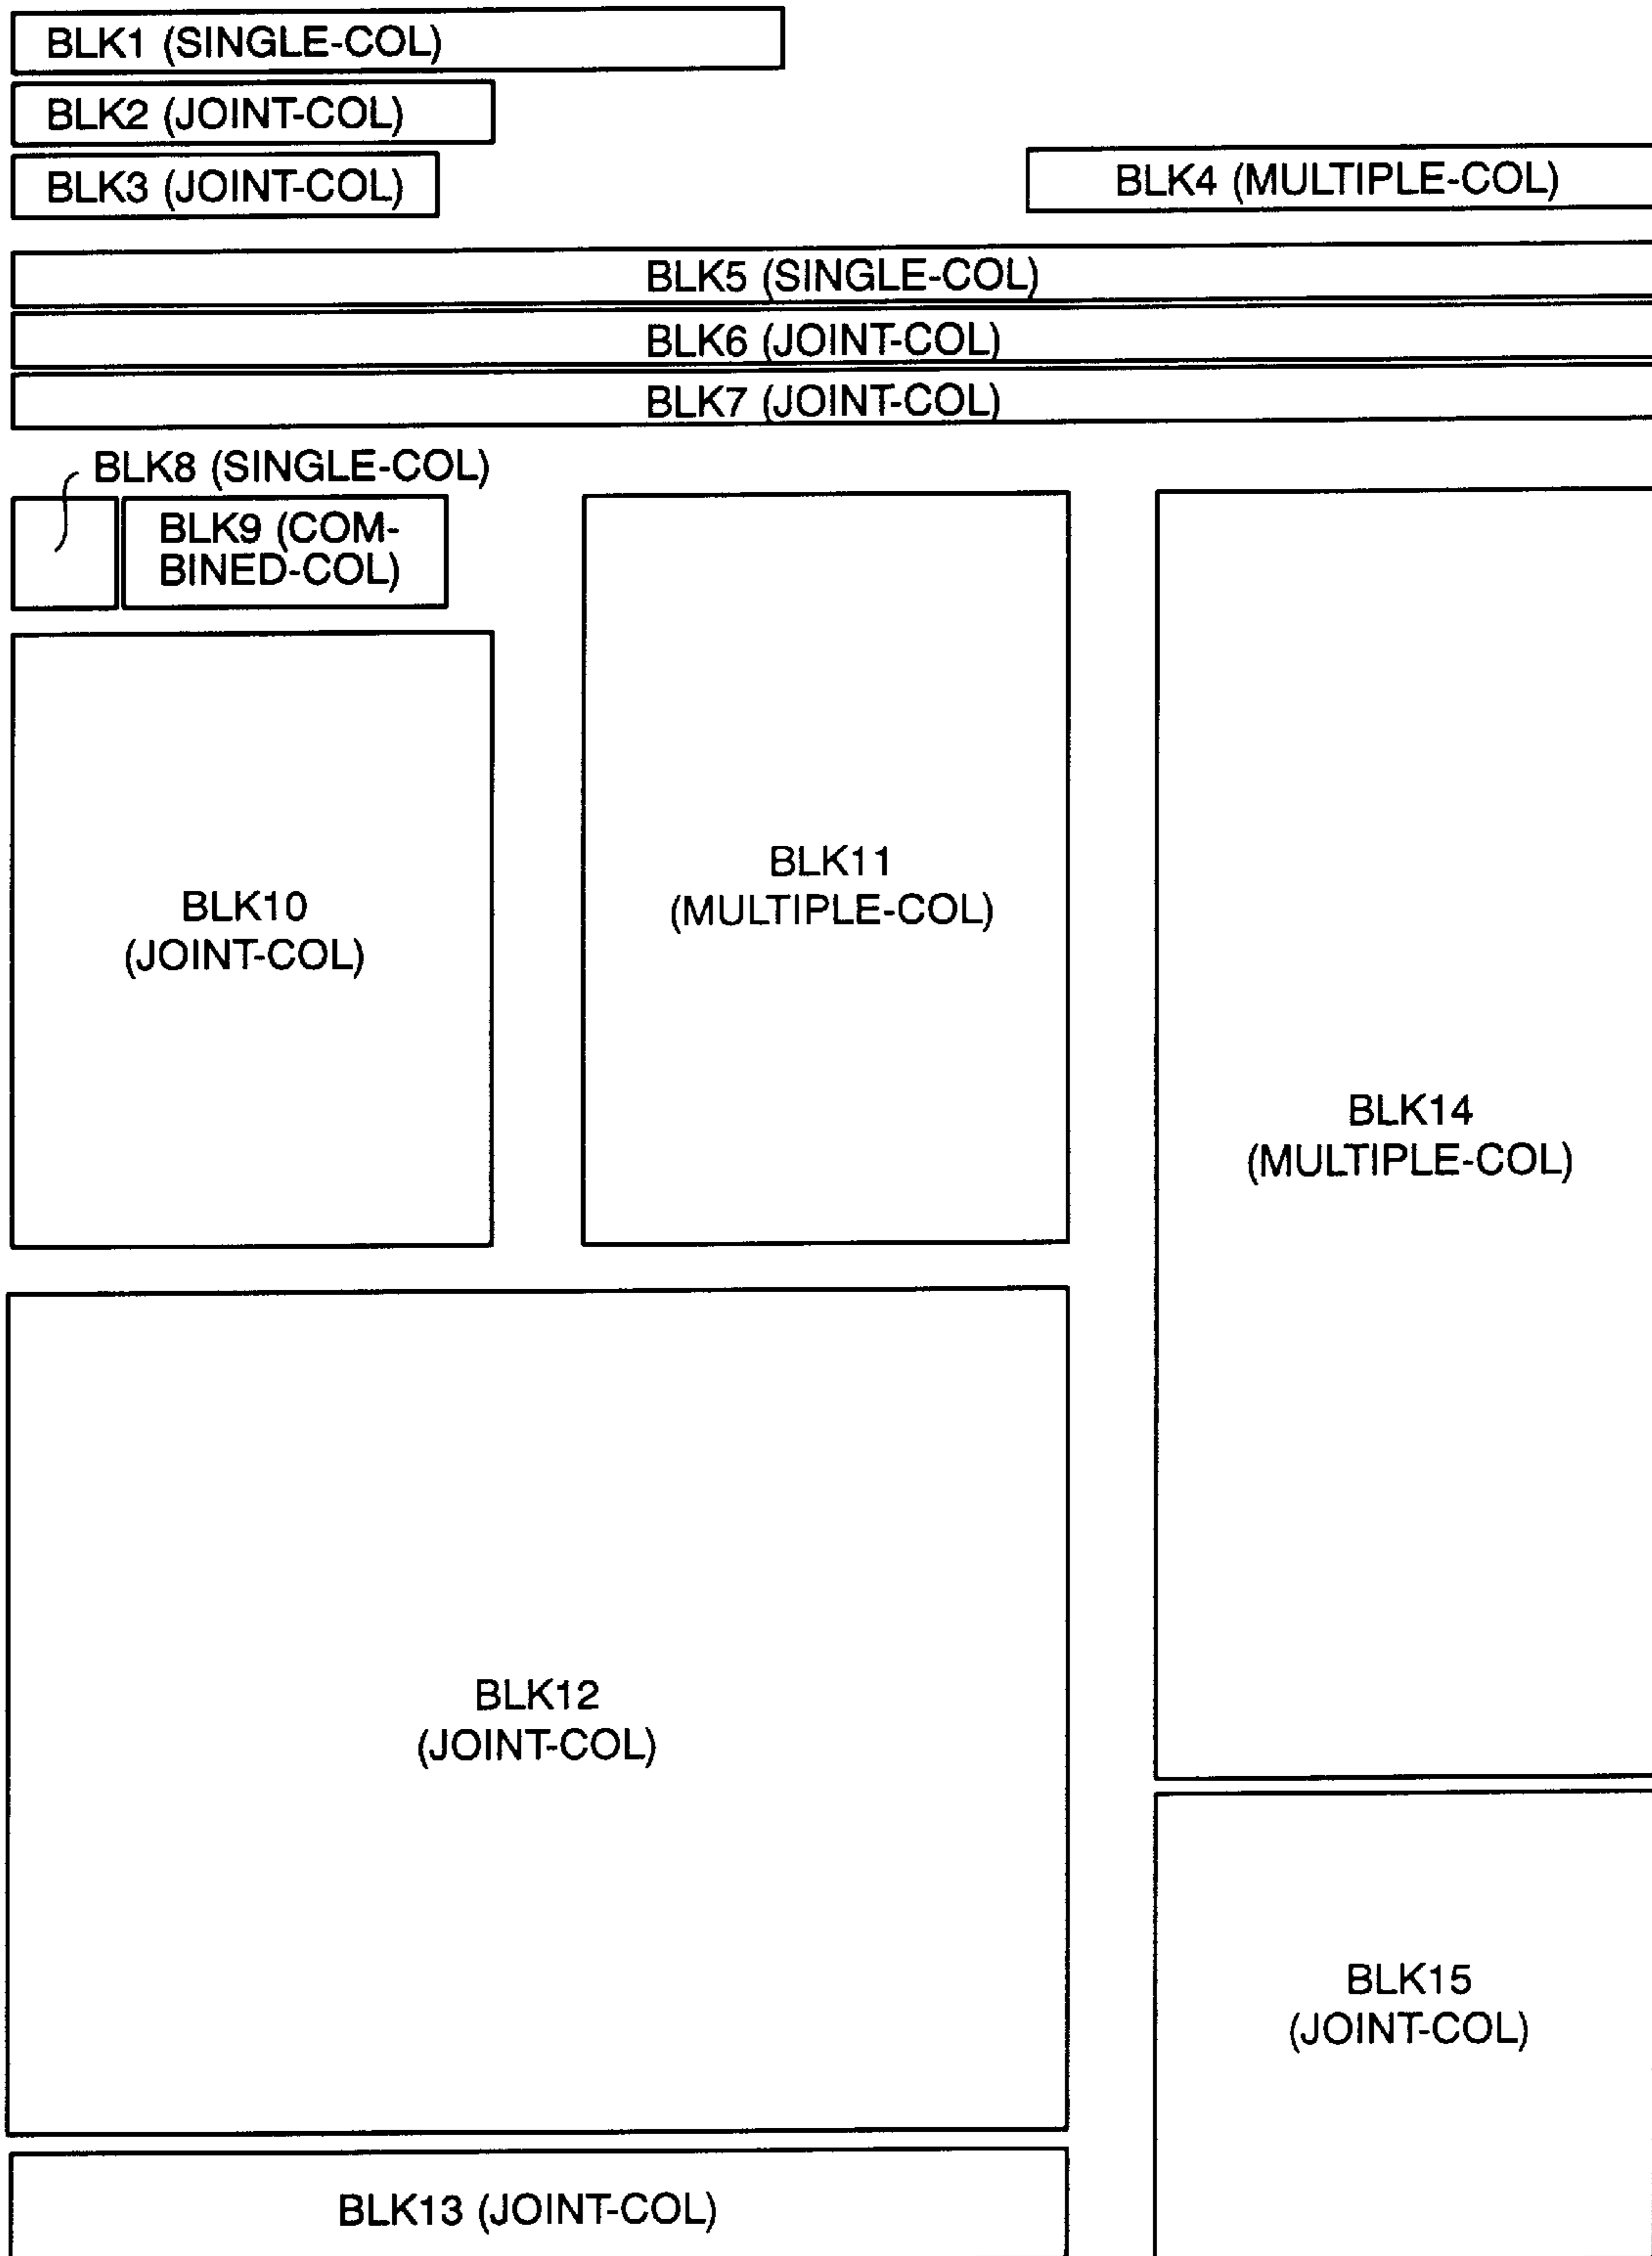 BLK1 (SINGLE-COL)
BLK2 (JOINT-COL)
BLK3 (JOINT-COL)
BLK4 (MULTIPLE-COL)
BLK5 (SINGLE-COL)
BLK6 (JOINT-COL)
BLK7 (JOINT-COL)
BLK8 (SINGLE-COL)
BLK9 (COM-
BINED-COL)
BLK10
(JOINT-COL)
BLK11
(MULTIPLE-COL)
BLK12
(JOINT-COL)
BLK13 (JOINT-COL)
BLK14
(MULTIPLE-COL)
BLK15
(JOINT-COL)